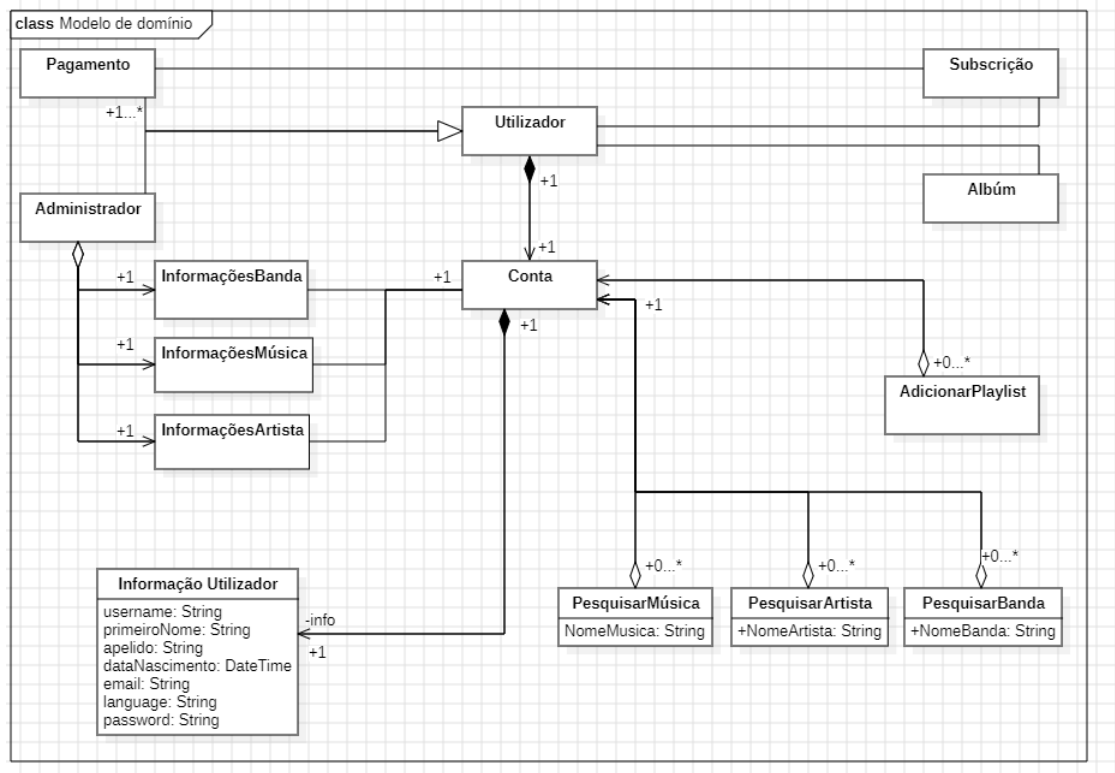 class Modelo de domínio
Pagamento
Subscrição
+1...*
Utilizador
+1
Albúm
Administrador
+1
+1
InformaçõesBanda
+1
Conta
+1
+1
+1
InformaçõesMúsica
+0...*
AdicionarPlaylist
+1
InformaçõesArtista
+0...*
+0...*
+0...*
Informação Utilizador
username: String
primeiroNome: String
apelido: String
dataNascimento: DateTime
email: String
language: String
password: String
-info
+1
PesquisarMúsica
NomeMusica: String
PesquisarArtista
+NomeArtista: String
PesquisarBanda
+NomeBanda: String